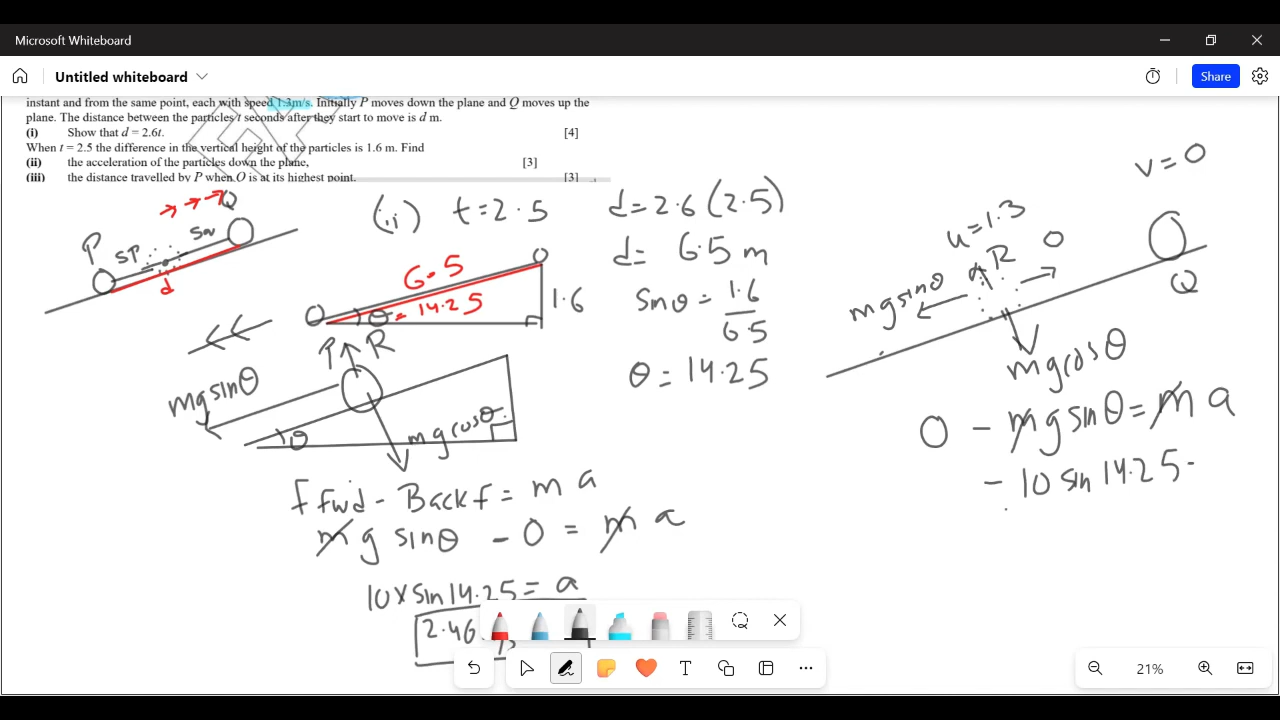 Microsoft Whiteboard
Untitled whiteboard
Share
instant and from the same point, each with speed 1.3m/s. Initially P moves down the plane and Q moves up the
plane. The distance between the particles t seconds after they start to move is d m.
(i) Show that d = 2.6t. [4]
When t = 2.5 the difference in the vertical height of the particles is 1.6 m. Find
(ii) the acceleration of the particles down the plane, [3]
(iii) the distance travelled by P when Q is at its highest point. [3]
P
SP
SQ
Q
d
(ii) t = 2.5
6.5
θ = 14.25
1.6
d = 2.6 (2.5)
d = 6.5 m
Sinθ = 1.6
6.5
θ = 14.25
P
R
mg sinθ
θ
mg cosθ
f fwd - Back f = m a
mg sinθ - 0 = m a
10 x sin 14.25 = a
2.46
v = 0
u = 1.3
R
0
mg sinθ
Q
mg cosθ
0 - mg sinθ = m a
- 10 sin 14.25 -
21%